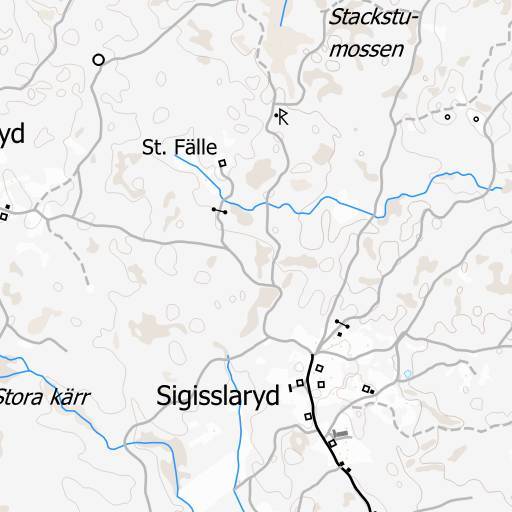 Stackstu-
mossen
yd
St. Fälle
Stora kärr
Sigisslaryd